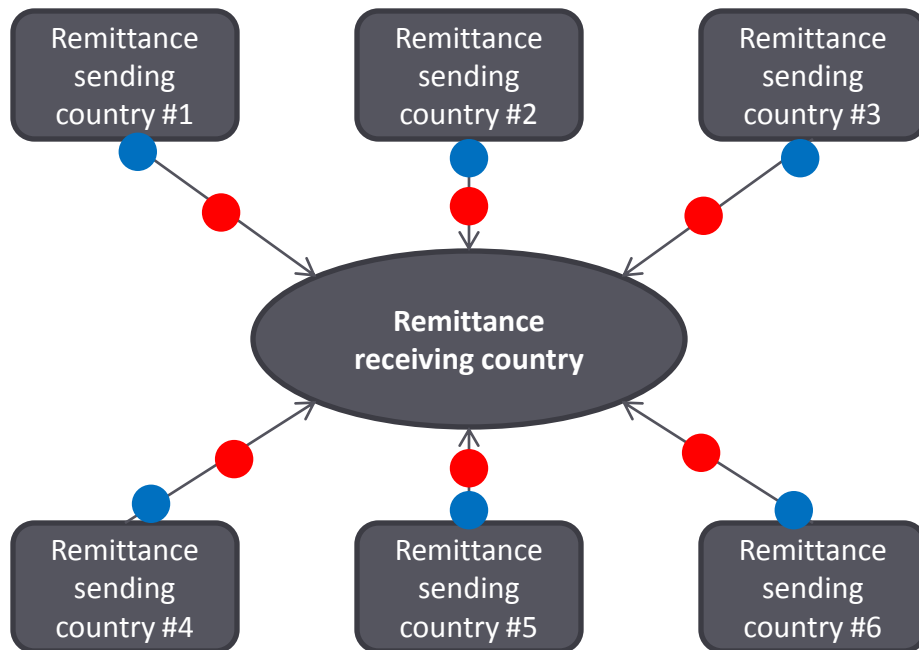 Remittance
sending
country #1
Remittance
sending
country #2
Remittance
sending
country #3
Remittance
receiving country
Remittance
sending
country #4
Remittance
sending
country #5
Remittance
sending
country #6